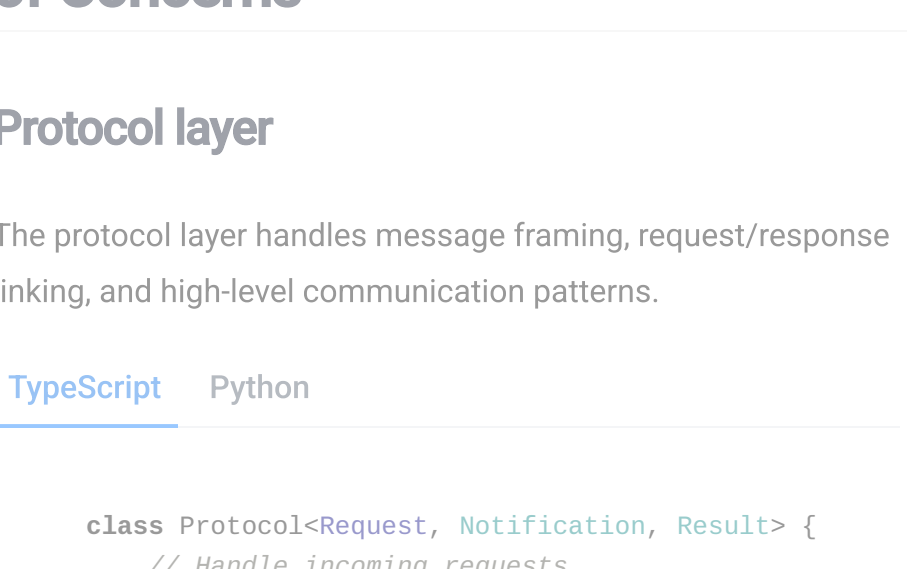 Protocol layer
The protocol layer handles message framing, request/response
inking, and high-level communication patterns.
TypeScript Python
class Protocol<Request, Notification, Result> {
// Handle incoming requests